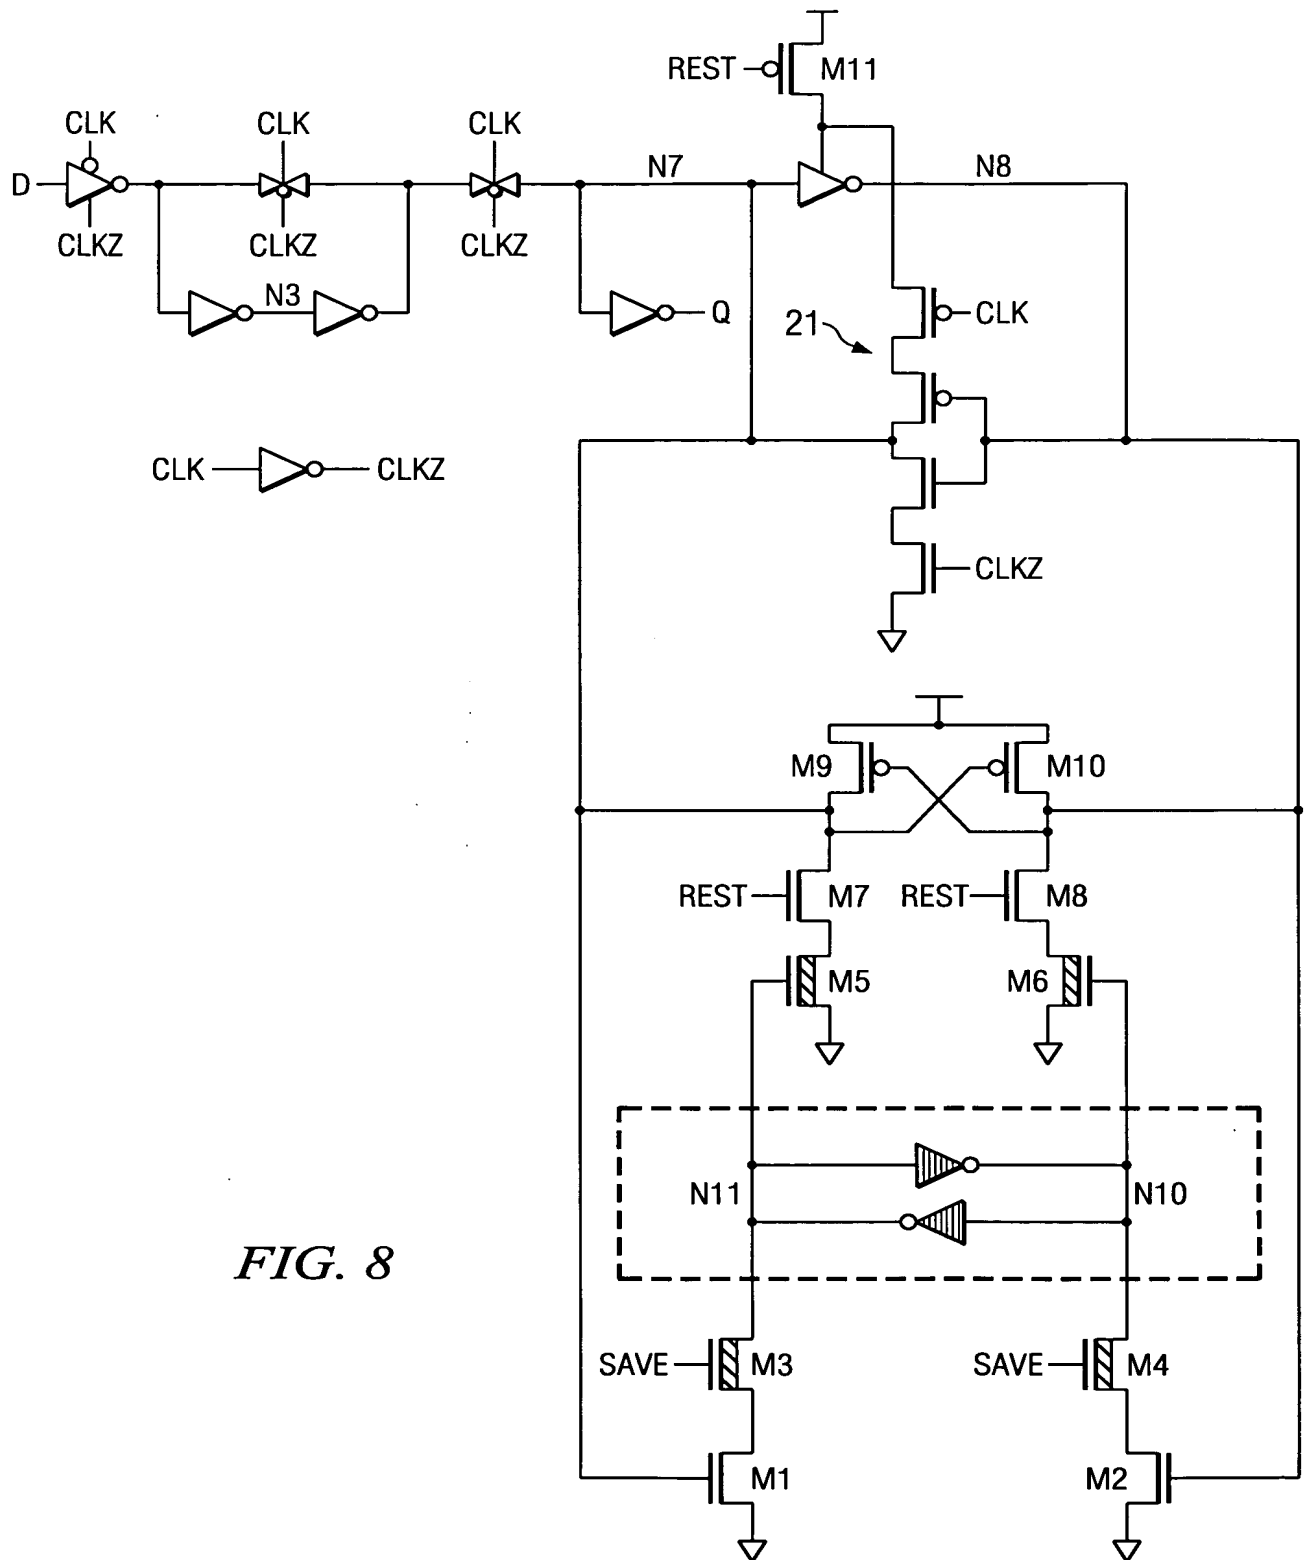 REST
M11
CLK
CLK
CLK
D
N7
N8
CLKZ
CLKZ
CLKZ
N3
Q
21
CLK
CLK
CLKZ
CLKZ
M9
M10
REST
M7
REST
M8
M5
M6
N11
N10
FIG. 8
SAVE
M3
SAVE
M4
M1
M2